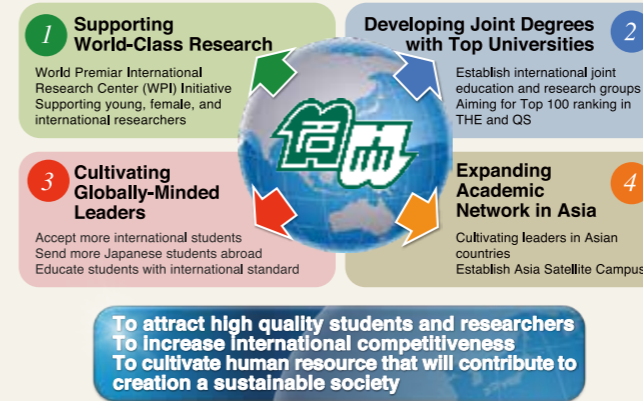 1
Supporting
World-Class Research
World Premiar International
Research Center (WPI) Initiative
Supporting young, female, and
international researchers
Developing Joint Degrees
with Top Universities
2
Establish international joint
education and research groups
Aiming for Top 100 ranking in
THE and QS
3
Cultivating
Globally-Minded
Leaders
Accept more international students
Send more Japanese students abroad
Educate students with international standard
Expanding
Academic
Network in Asia
4
Cultivating leaders in Asian
countries
Establish Asia Satellite Campus
To attract high quality students and researchers
To increase international competitiveness
To cultivate human resource that will contribute to
creation a sustainable society